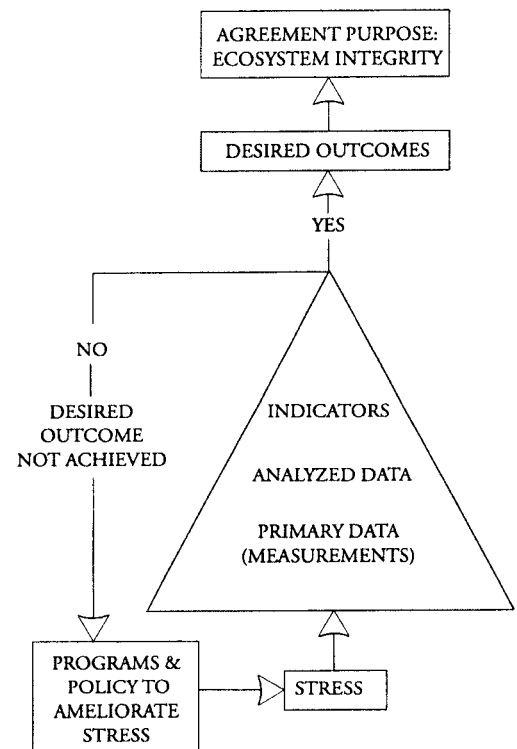 AGREEMENT PURPOSE:
ECOSYSTEM INTEGRITY
DESIRED OUTCOMES
YES
NO
DESIRED
OUTCOME
NOT ACHIEVED
INDICATORS
ANALYZED DATA
PRIMARY DATA
(MEASUREMENTS)
PROGRAMS &
POLICY TO
AMELIORATE
STRESS
STRESS